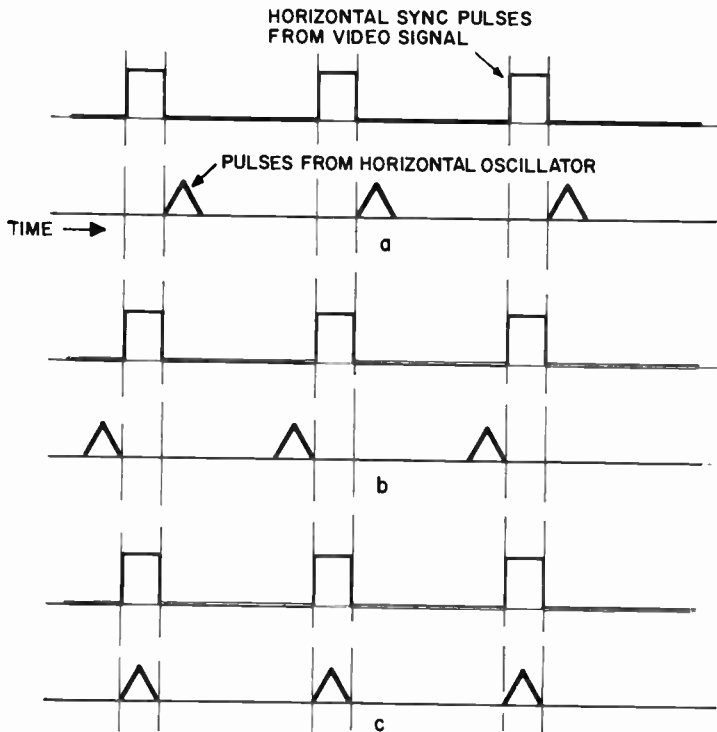 HORIZONTAL SYNC PULSES
FROM VIDEO SIGNAL
PULSES FROM HORIZONTAL OSCILLATOR
TIME
a
b
c